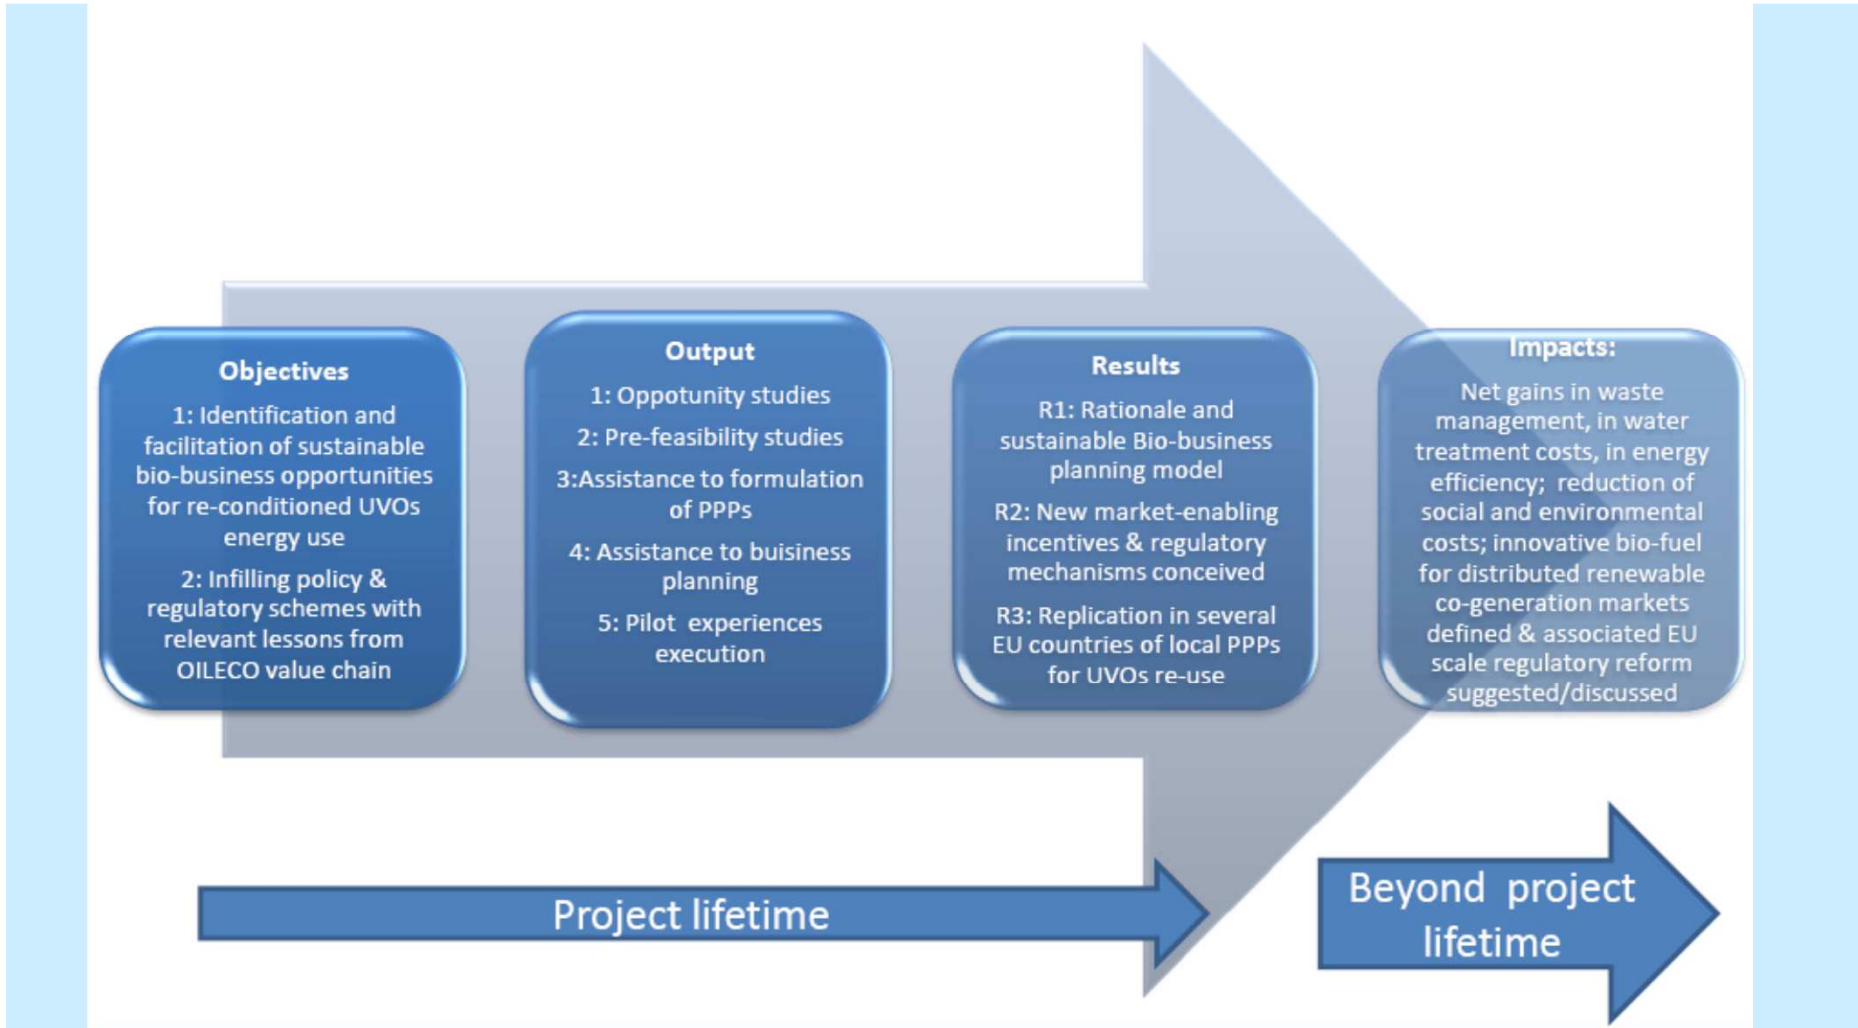 Objectives
1: Identification and
facilitation of sustainable
bio-business opportunities
for re-conditioned UVOs
energy use
2: Infilling policy &
regulatory schemes with
relevant lessons from
OILECO value chain
Output
1: Oppotunity studies
2: Pre-feasibility studies
3:Assistance to formulation
of PPPs
4: Assistance to buisiness
planning
5: Pilot experiences
execution
Results
R1: Rationale and
sustainable Bio-business
planning model
R2: New market-enabling
incentives & regulatory
mechanisms conceived
R3: Replication in several
EU countries of local PPPs
for UVOs re-use
Impacts:
Net gains in waste
management, in water
treatment costs, in energy
efficiency; reduction of
social and environmental
costs; innovative bio-fuel
for distributed renewable
co-generation markets
defined & associated EU
scale regulatory reform
suggested/discussed
Project lifetime
Beyond project
lifetime